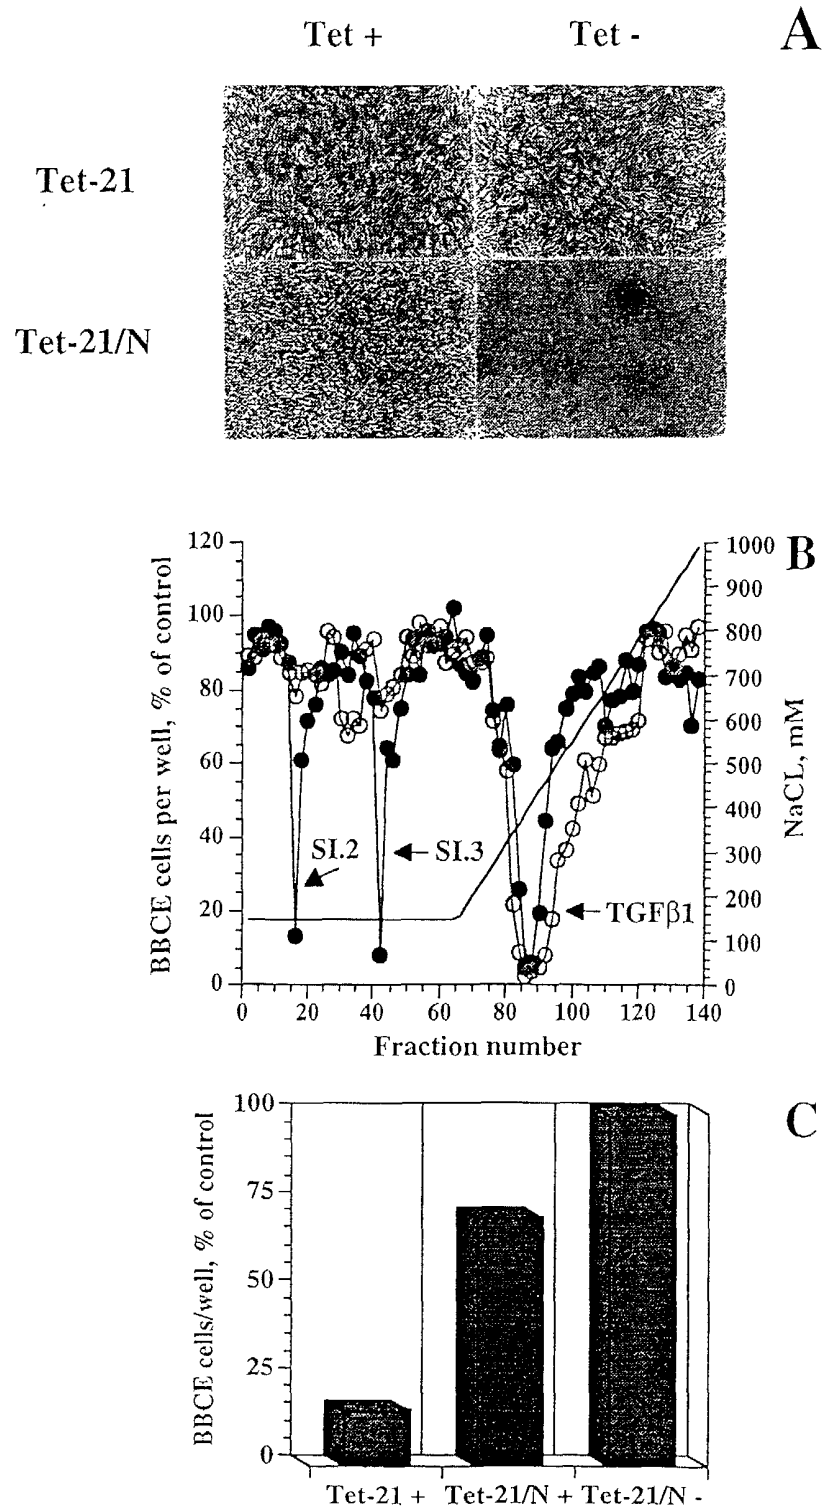 Tet + Tet - A
Tet-21
Tet-21/N
B
BBCE cells per well, % of control
120
100
80
60
40
20
0
SI.2
SI.3
TGFβ1
1000
900
800
700
600
500
400
300
200
100
0
NaCL, mM
0 20 40 60 80 100 120 140
Fraction number
C
BBCE cells/well, % of control
100
75
50
25
0
Tet-21 + Tet-21/N + Tet-21/N -